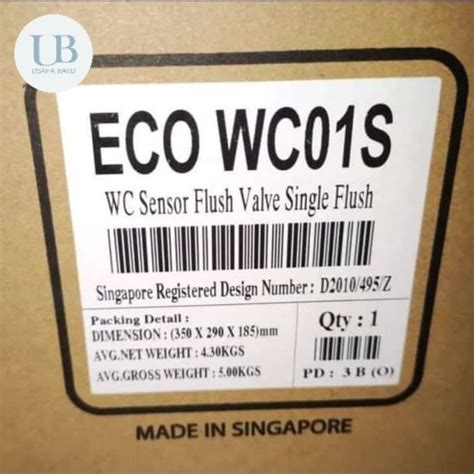 UB
USAHA BARU
ECO WC01S
WC Sensor Flush Valve Single Flush
Singapore Registered Design Number : D2010/495/Z
Packing Detail :
DIMENSION : (350 X 290 X 185)mm
AVG.NET WEIGHT : 4.30KGS
AVG.GROSS WEIGHT : 5.00KGS
Qty : 1
PD : 3 B (O)
MADE IN SINGAPORE